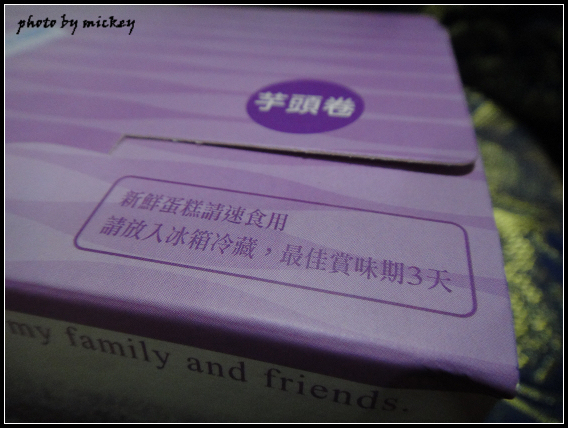 photo by mickey
芋頭卷
新鮮蛋糕請速食用
請放入冰箱冷藏，最佳賞味期3天
my family and friends.